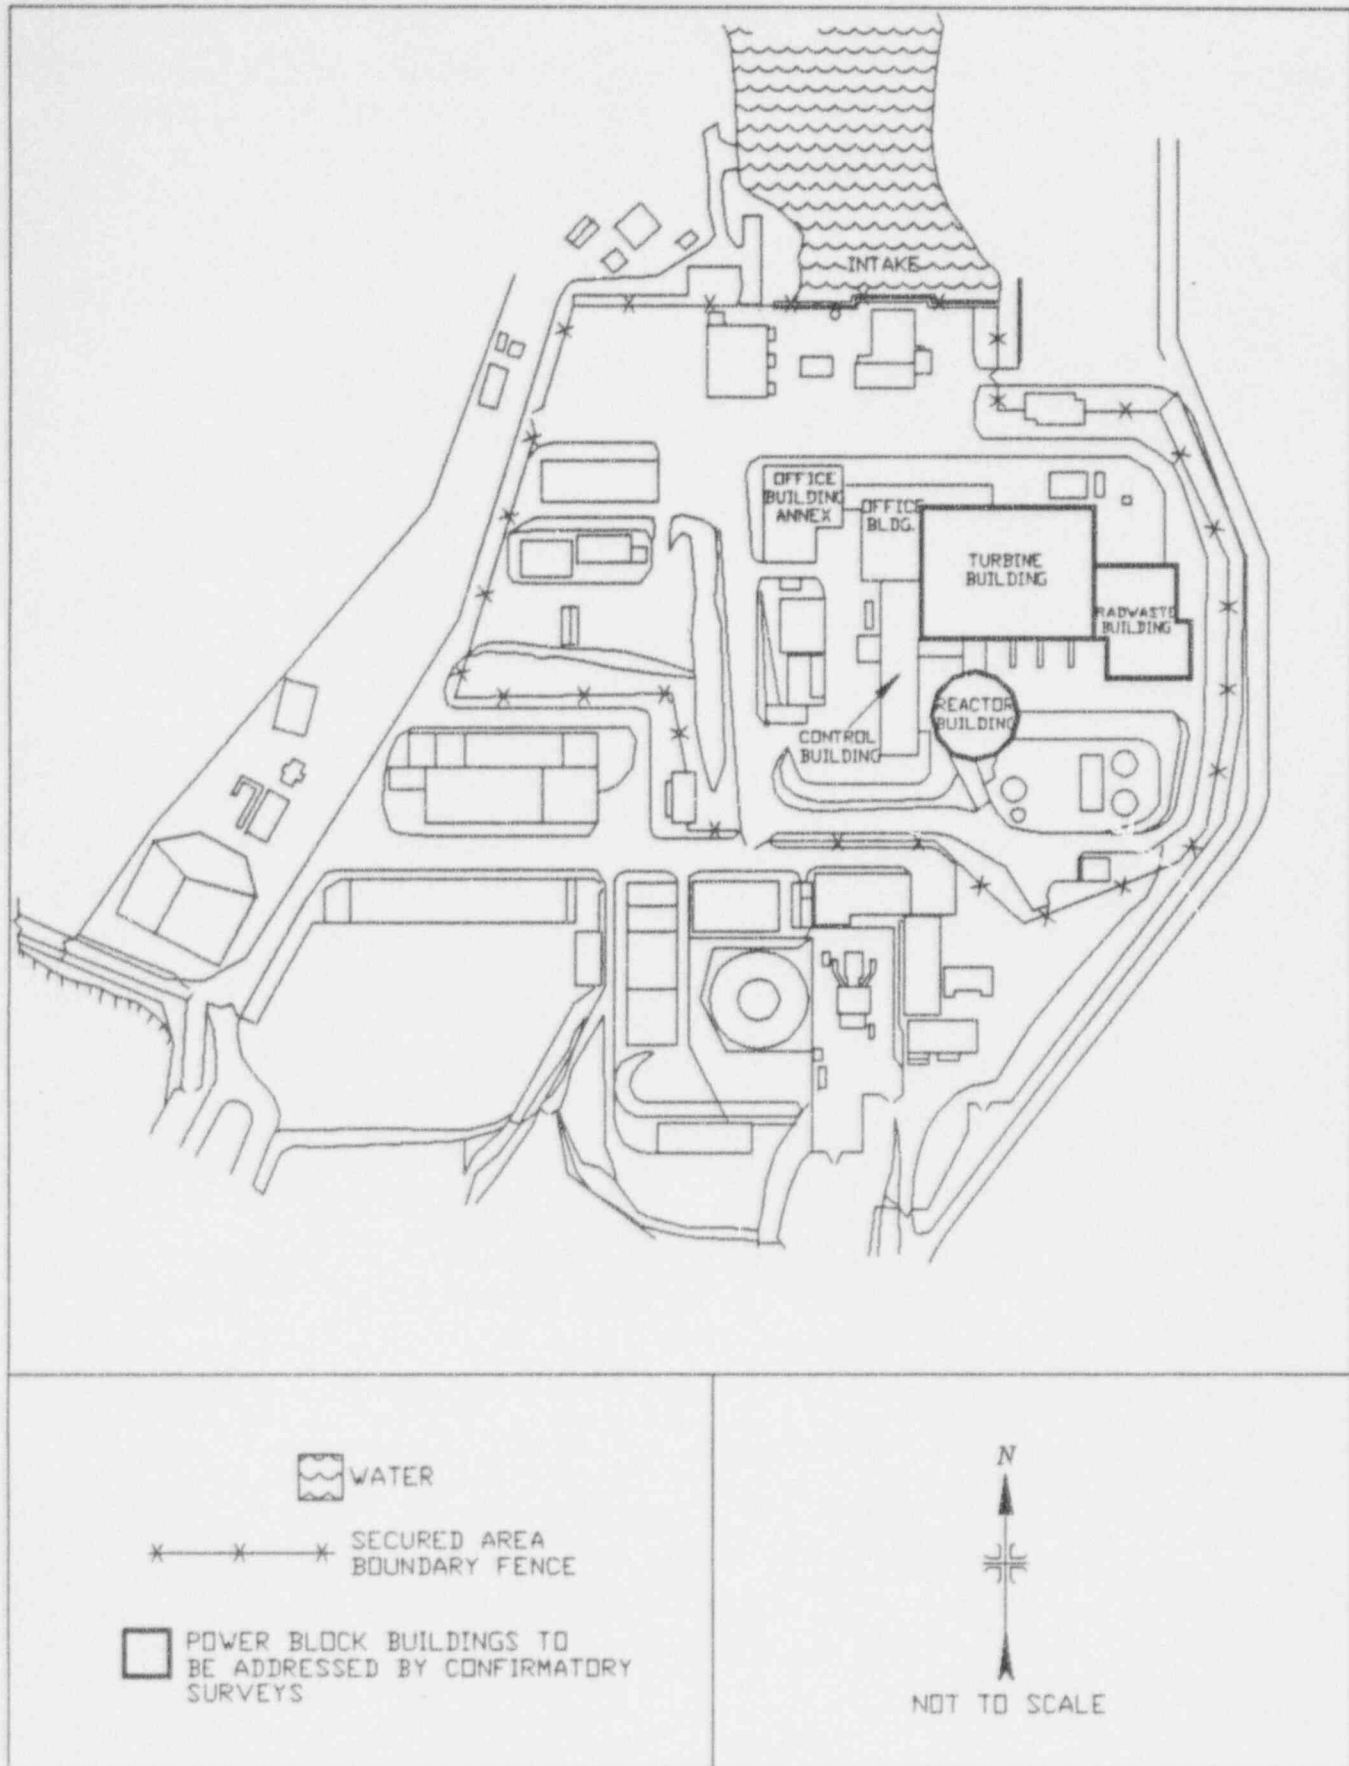 INTAKE
OFFICE
BUILDING
ANNEX
OFFICE
BLDG.
TURBINE
BUILDING
RADWASTE
BUILDING
REACTOR
BUILDING
CONTROL
BUILDING
WATER
SECURED AREA
BOUNDARY FENCE
POWER BLOCK BUILDINGS TO
BE ADDRESSED BY CONFIRMATORY
SURVEYS
N
NOT TO SCALE